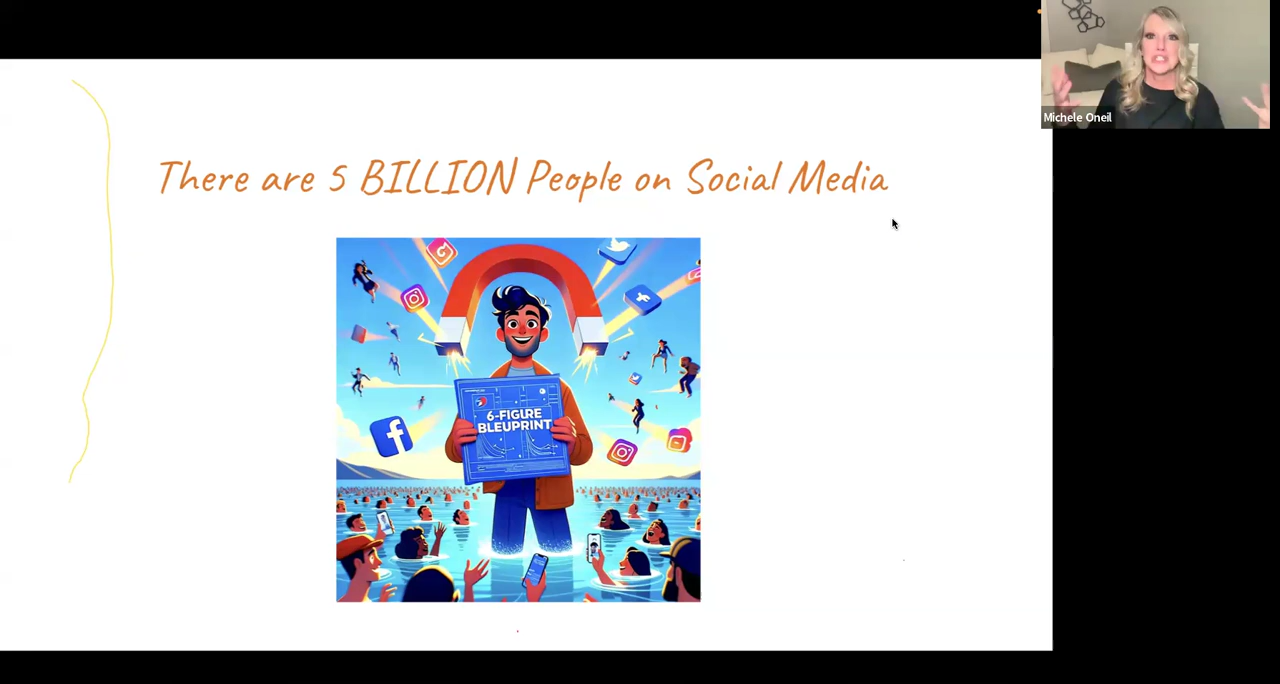 Michele Oneil
There are 5 BILLION People on Social Media
6-FIGURE
BLEUPRINT